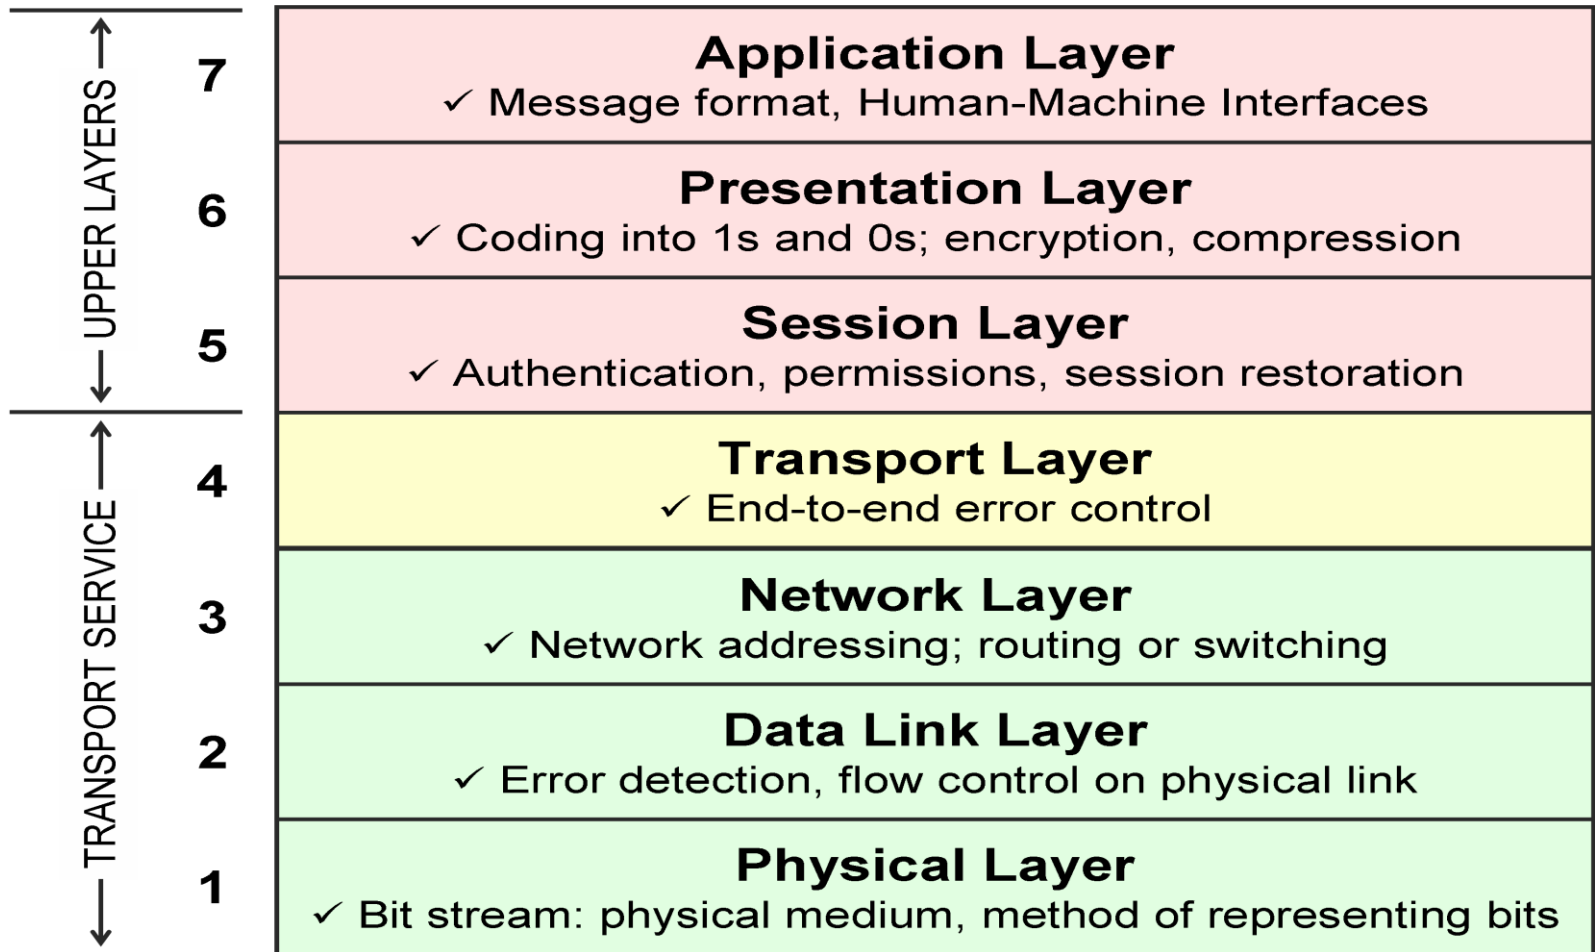 UPPER LAYERS
7
Application Layer
✓ Message format, Human-Machine Interfaces
6
Presentation Layer
✓ Coding into 1s and 0s; encryption, compression
5
Session Layer
✓ Authentication, permissions, session restoration
TRANSPORT SERVICE
4
Transport Layer
✓ End-to-end error control
3
Network Layer
✓ Network addressing; routing or switching
2
Data Link Layer
✓ Error detection, flow control on physical link
1
Physical Layer
✓ Bit stream: physical medium, method of representing bits